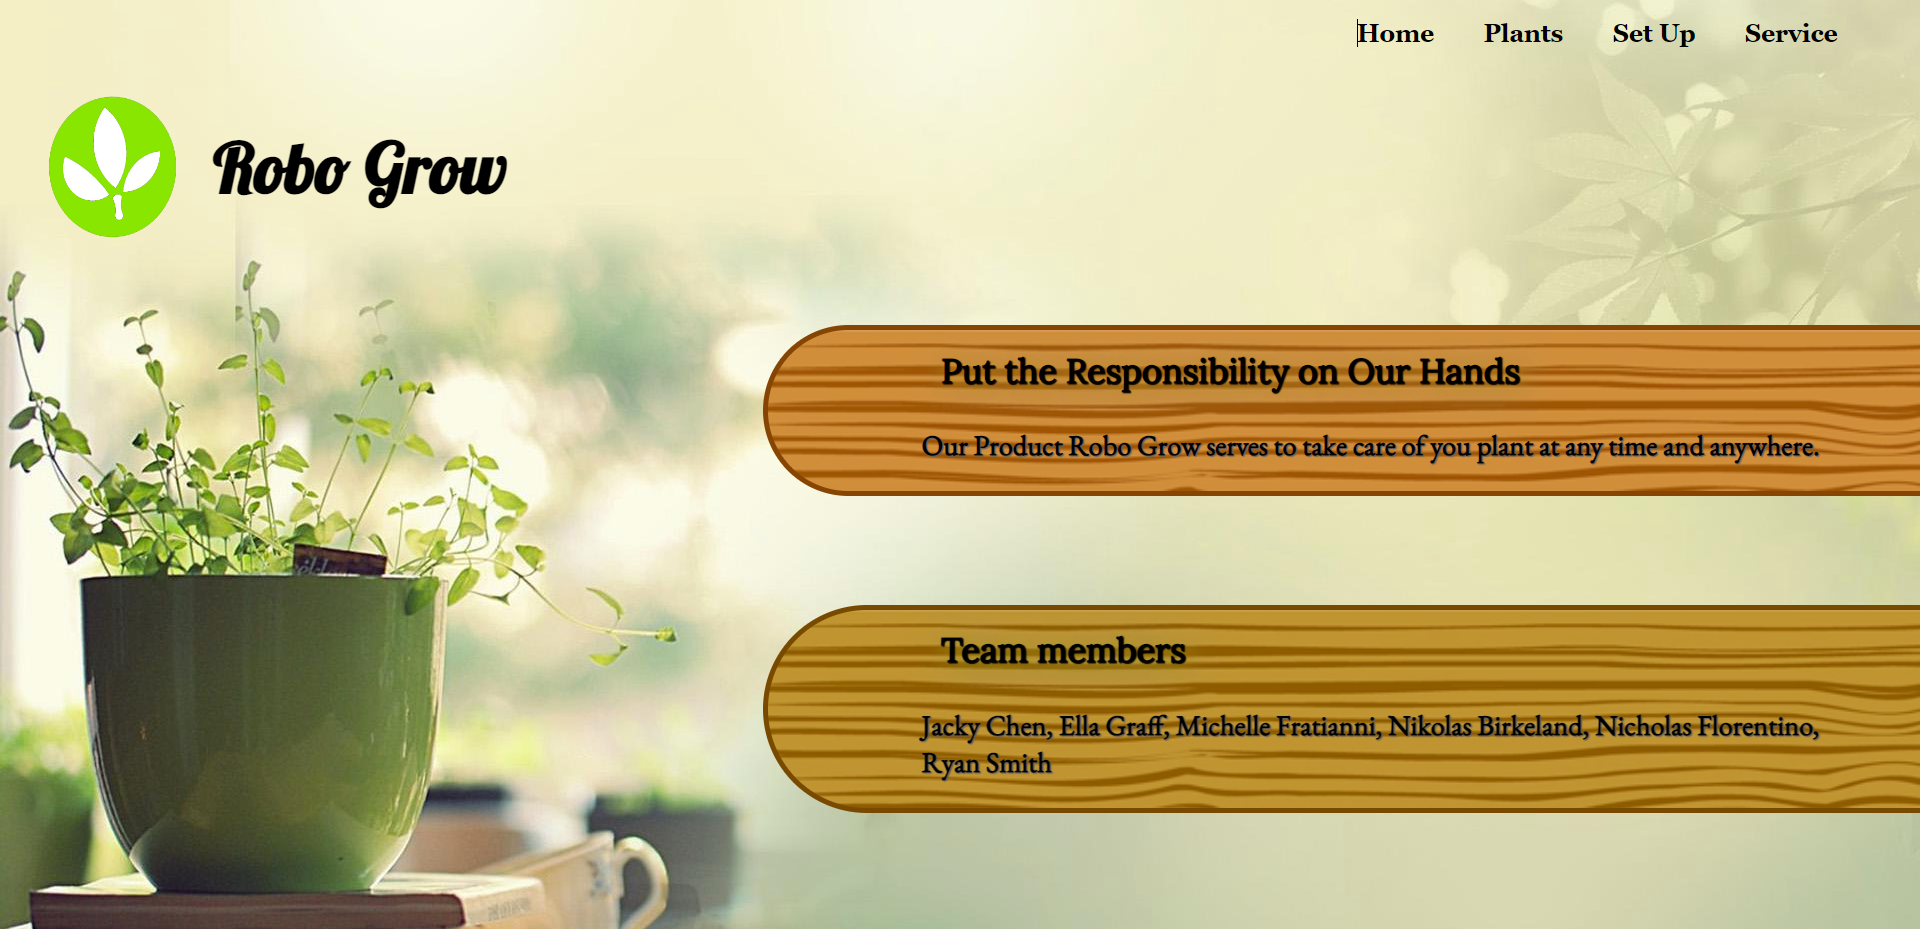 Home Plants Set Up Service
Robo Grow
Put the Responsibility on Our Hands
Our Product Robo Grow serves to take care of you plant at any time and anywhere.
Team members
Jacky Chen, Ella Graff, Michelle Fratianni, Nikolas Birkeland, Nicholas Florentino,
Ryan Smith